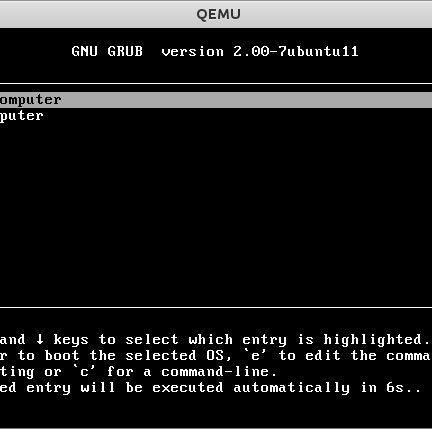 QEMU
GNU GRUB  version 2.00-7ubuntu11
omputer
puter
and ↓ keys to select which entry is highlighted.
r to boot the selected OS, `e' to edit the comma
ting or `c' for a command-line.
ed entry will be executed automatically in 6s..